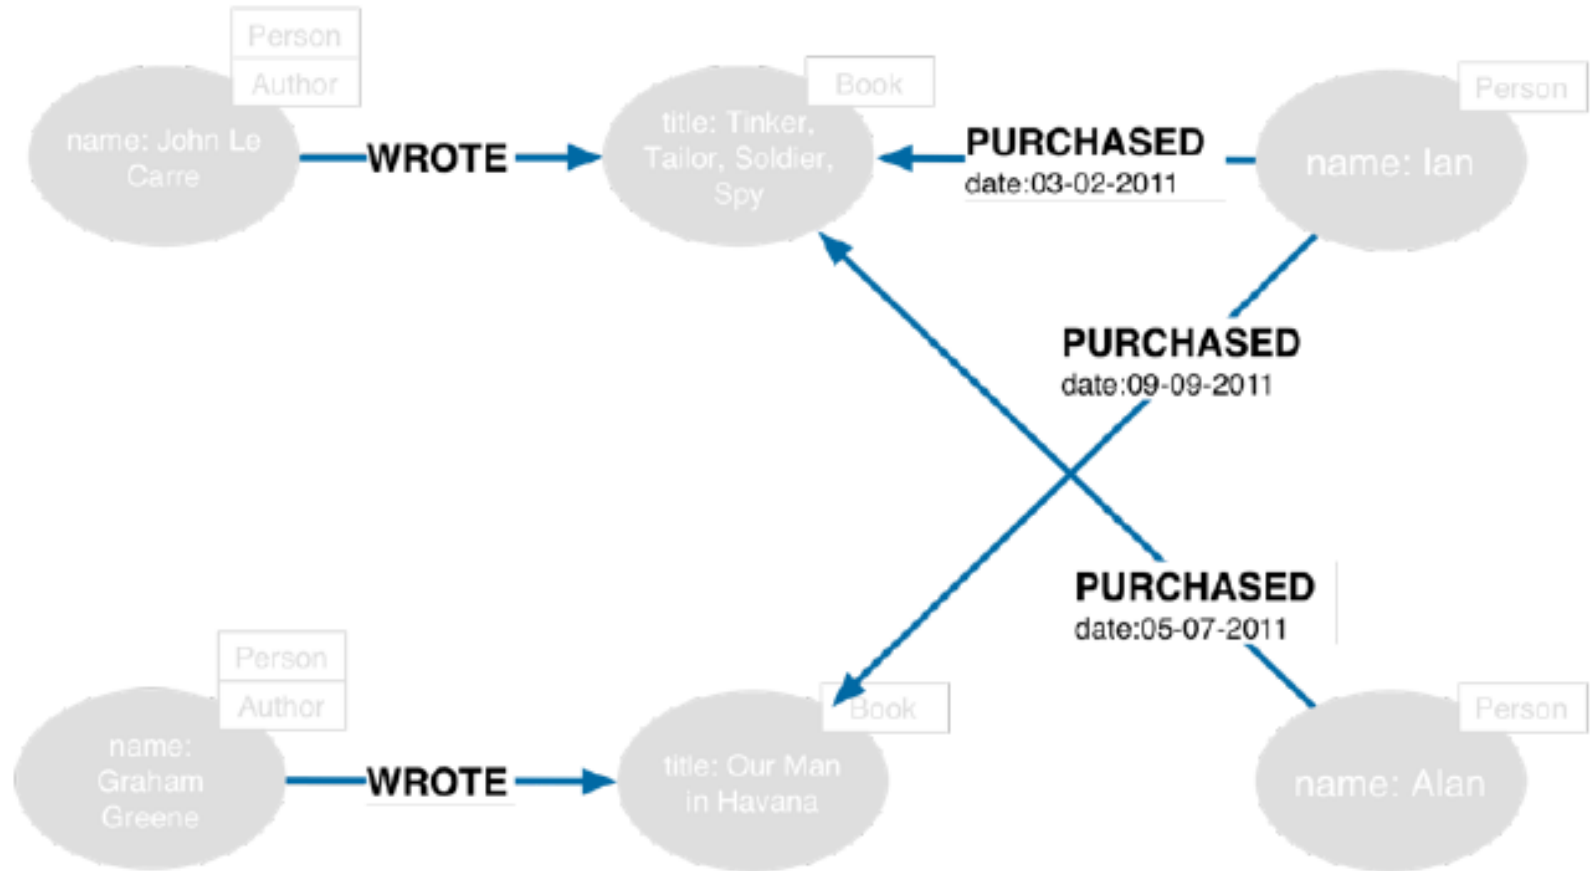 Person
Author
name: John Le
Carre
WROTE
Book
title: Tinker,
Tailor, Soldier,
Spy
PURCHASED
date:03-02-2011
Person
name: Ian
PURCHASED
date:09-09-2011
PURCHASED
date:05-07-2011
Person
Author
name:
Graham
Greene
WROTE
Book
title: Our Man
in Havana
Person
name: Alan